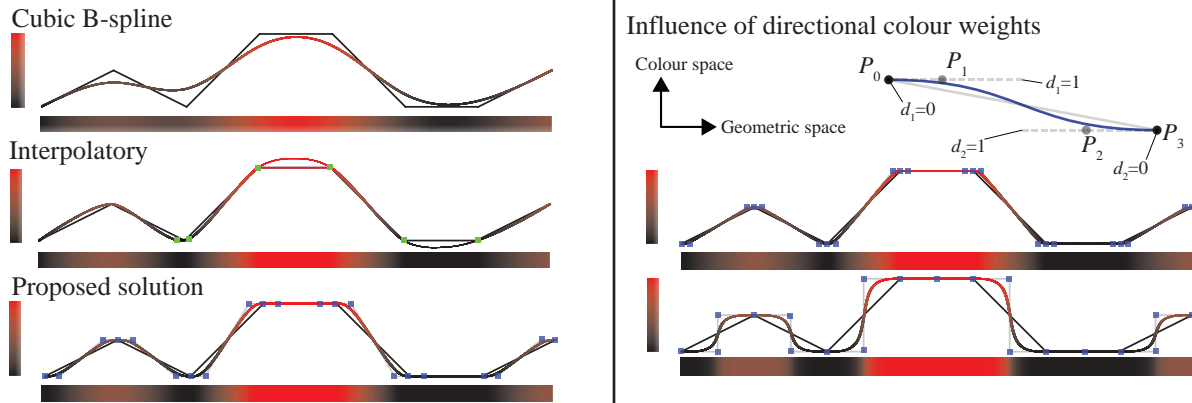 Cubic B-spline
Interpolatory
Proposed solution
Influence of directional colour weights
Colour space
Geometric space
P0
P1
d1=1
d1=0
d2=1
P2
P3
d2=0